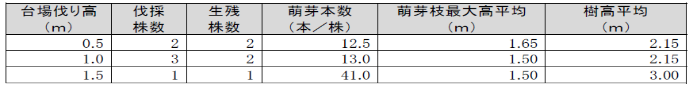 台場伐り高 伐採 生残 萌芽本数 萌芽枝最大高平均 樹高平均
（ｍ） 株数 株数 （本／株） （ｍ） （ｍ）
0.5 2 2 12.5 1.65 2.15
1.0 3 2 13.0 1.50 2.15
1.5 1 1 41.0 1.50 3.00